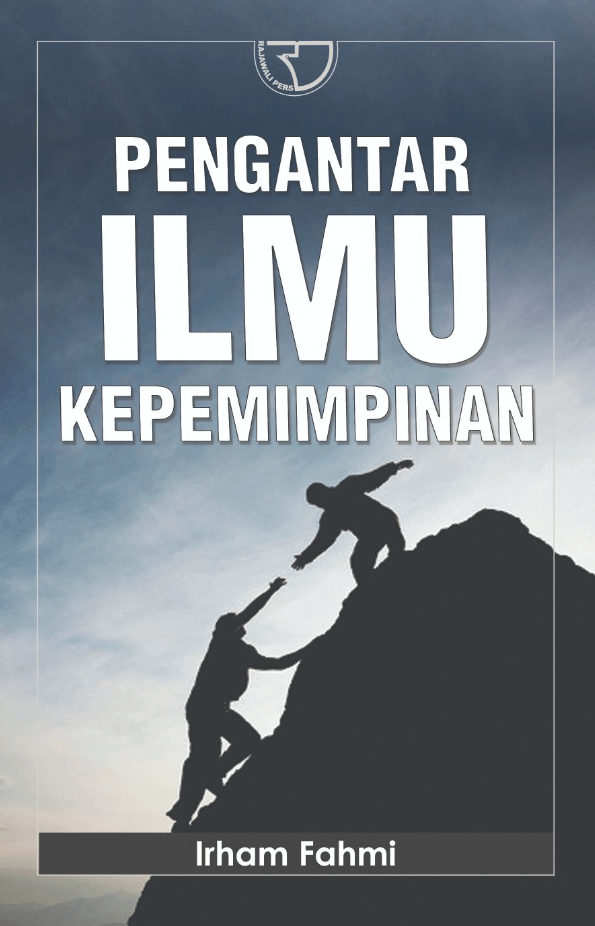 RAJAWALI PERS
PENGANTAR
ILMU
KEPEMIMPINAN
Irham Fahmi